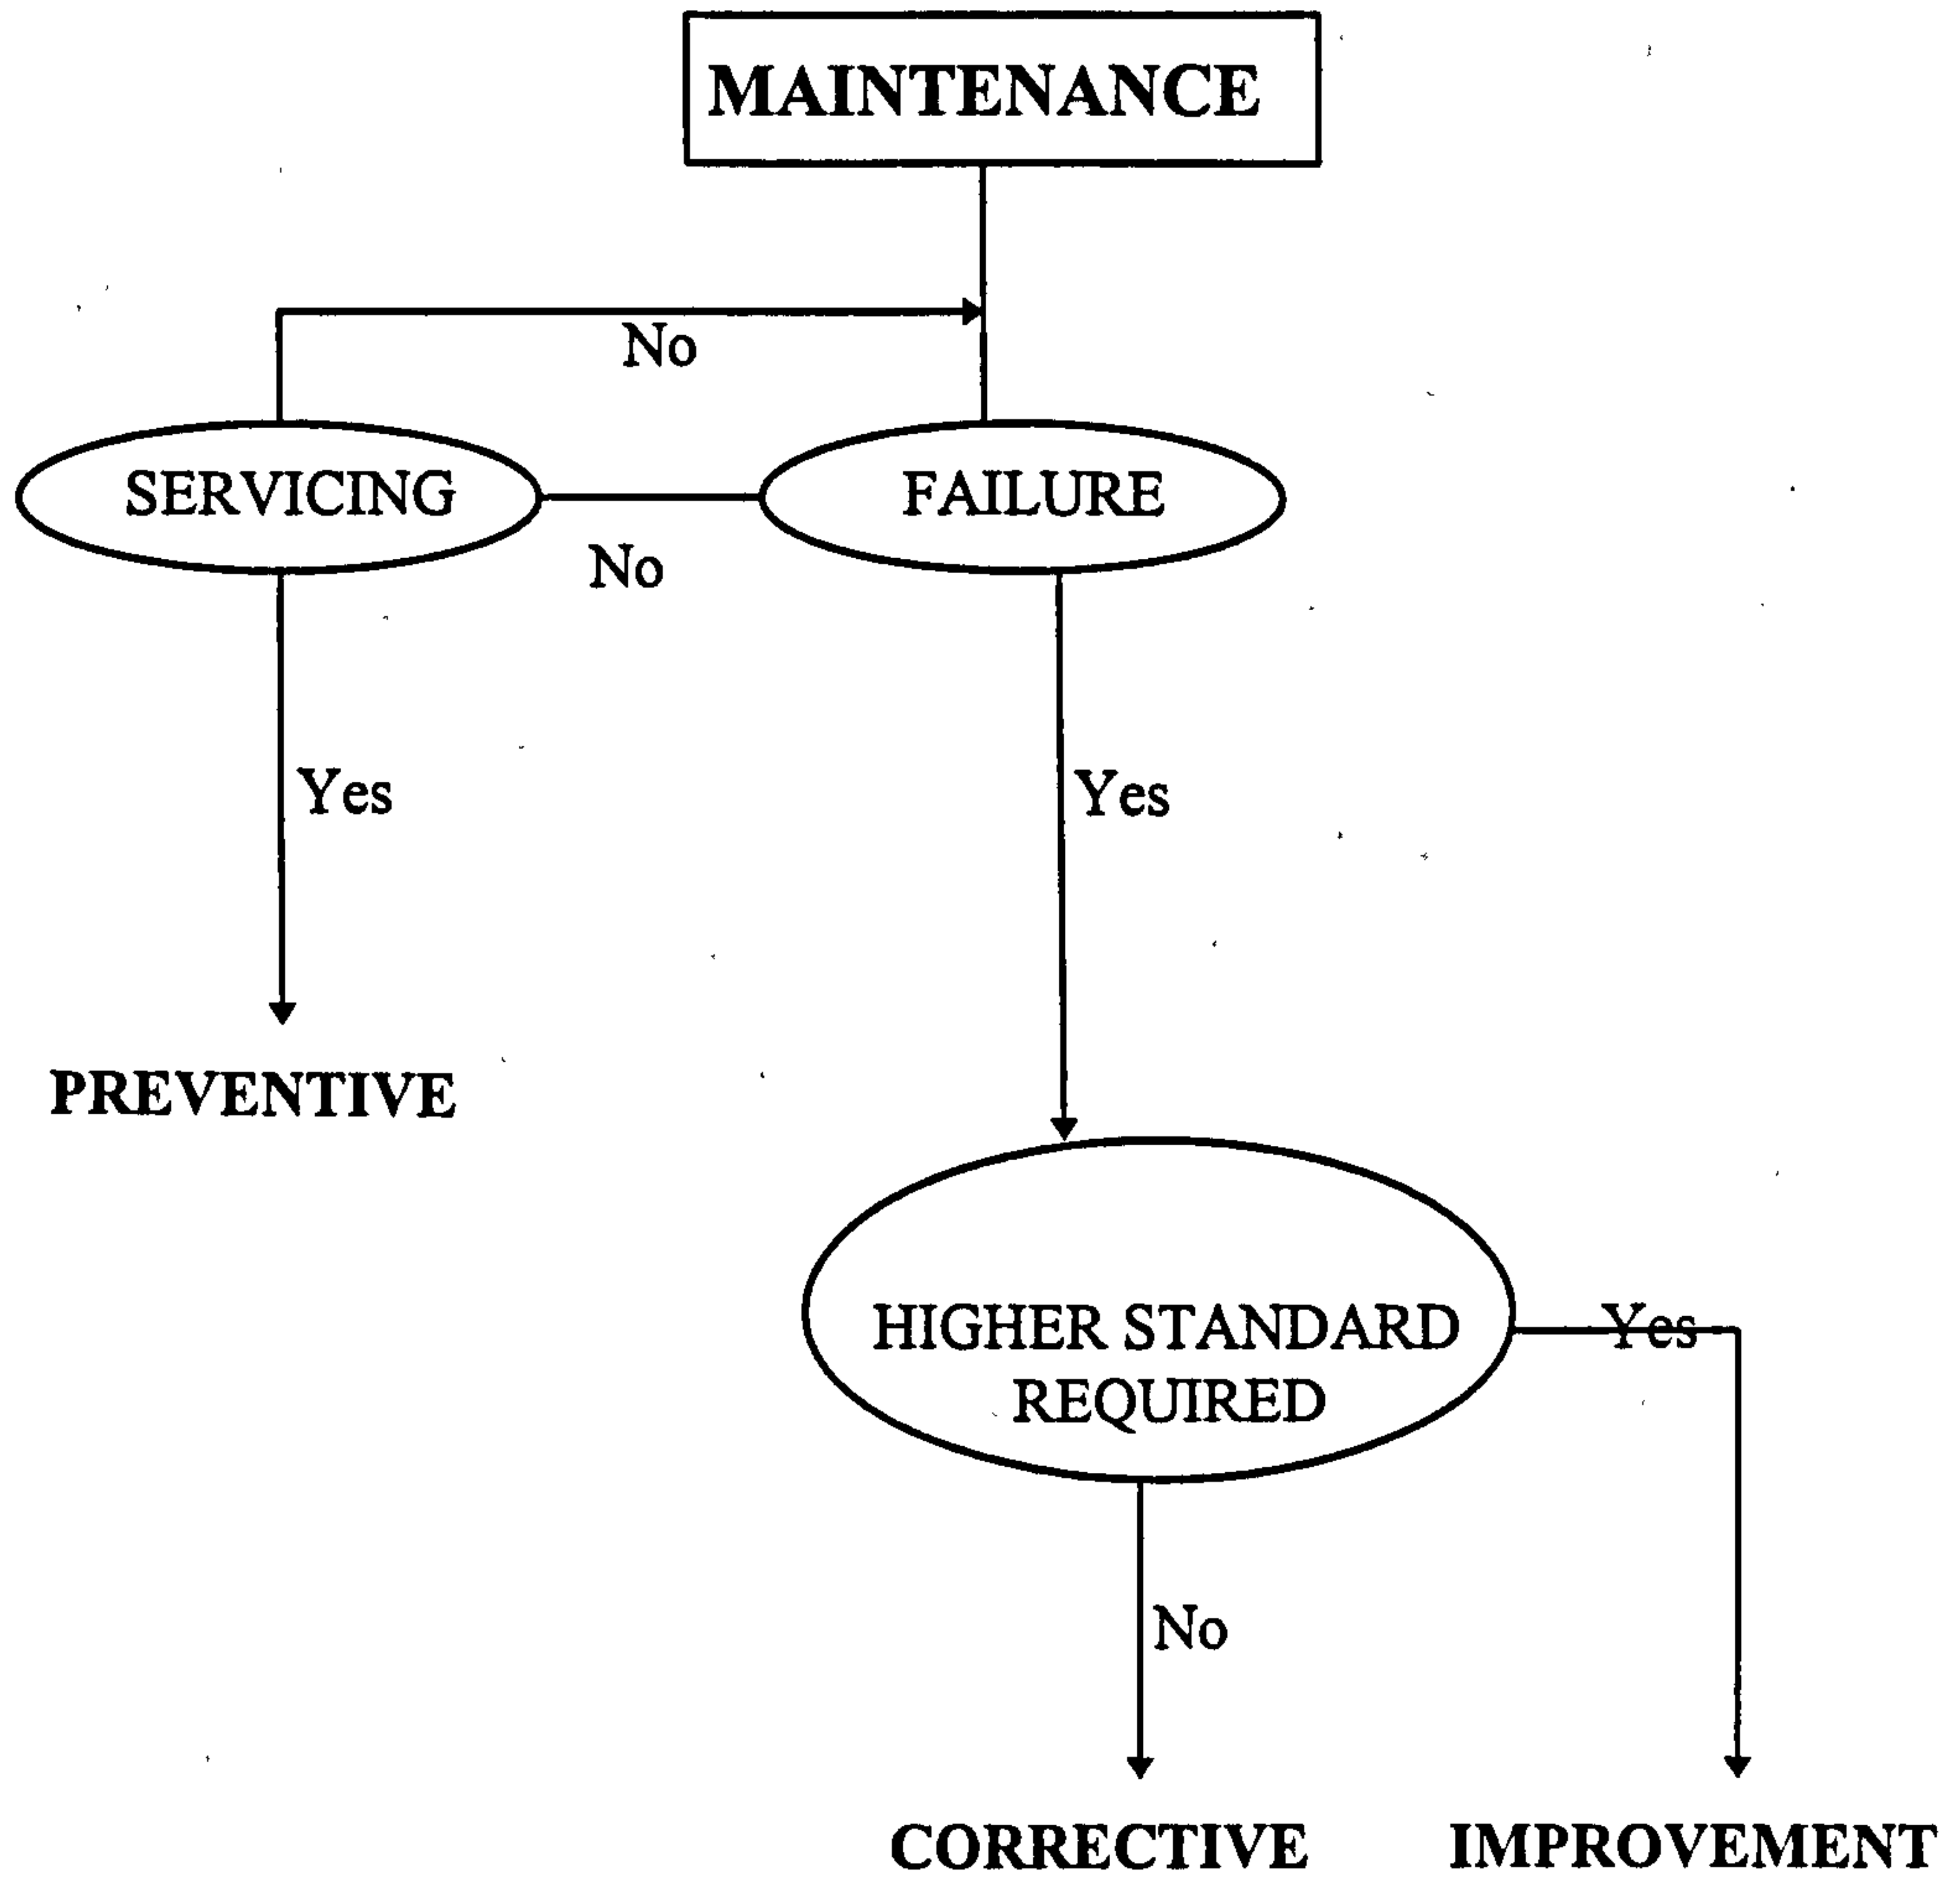 MAINTENANCE
No
SERVICING
FAILURE
No
Yes
Yes
PREVENTIVE
HIGHER STANDARD
REQUIRED
Yes
No
CORRECTIVE
IMPROVEMENT